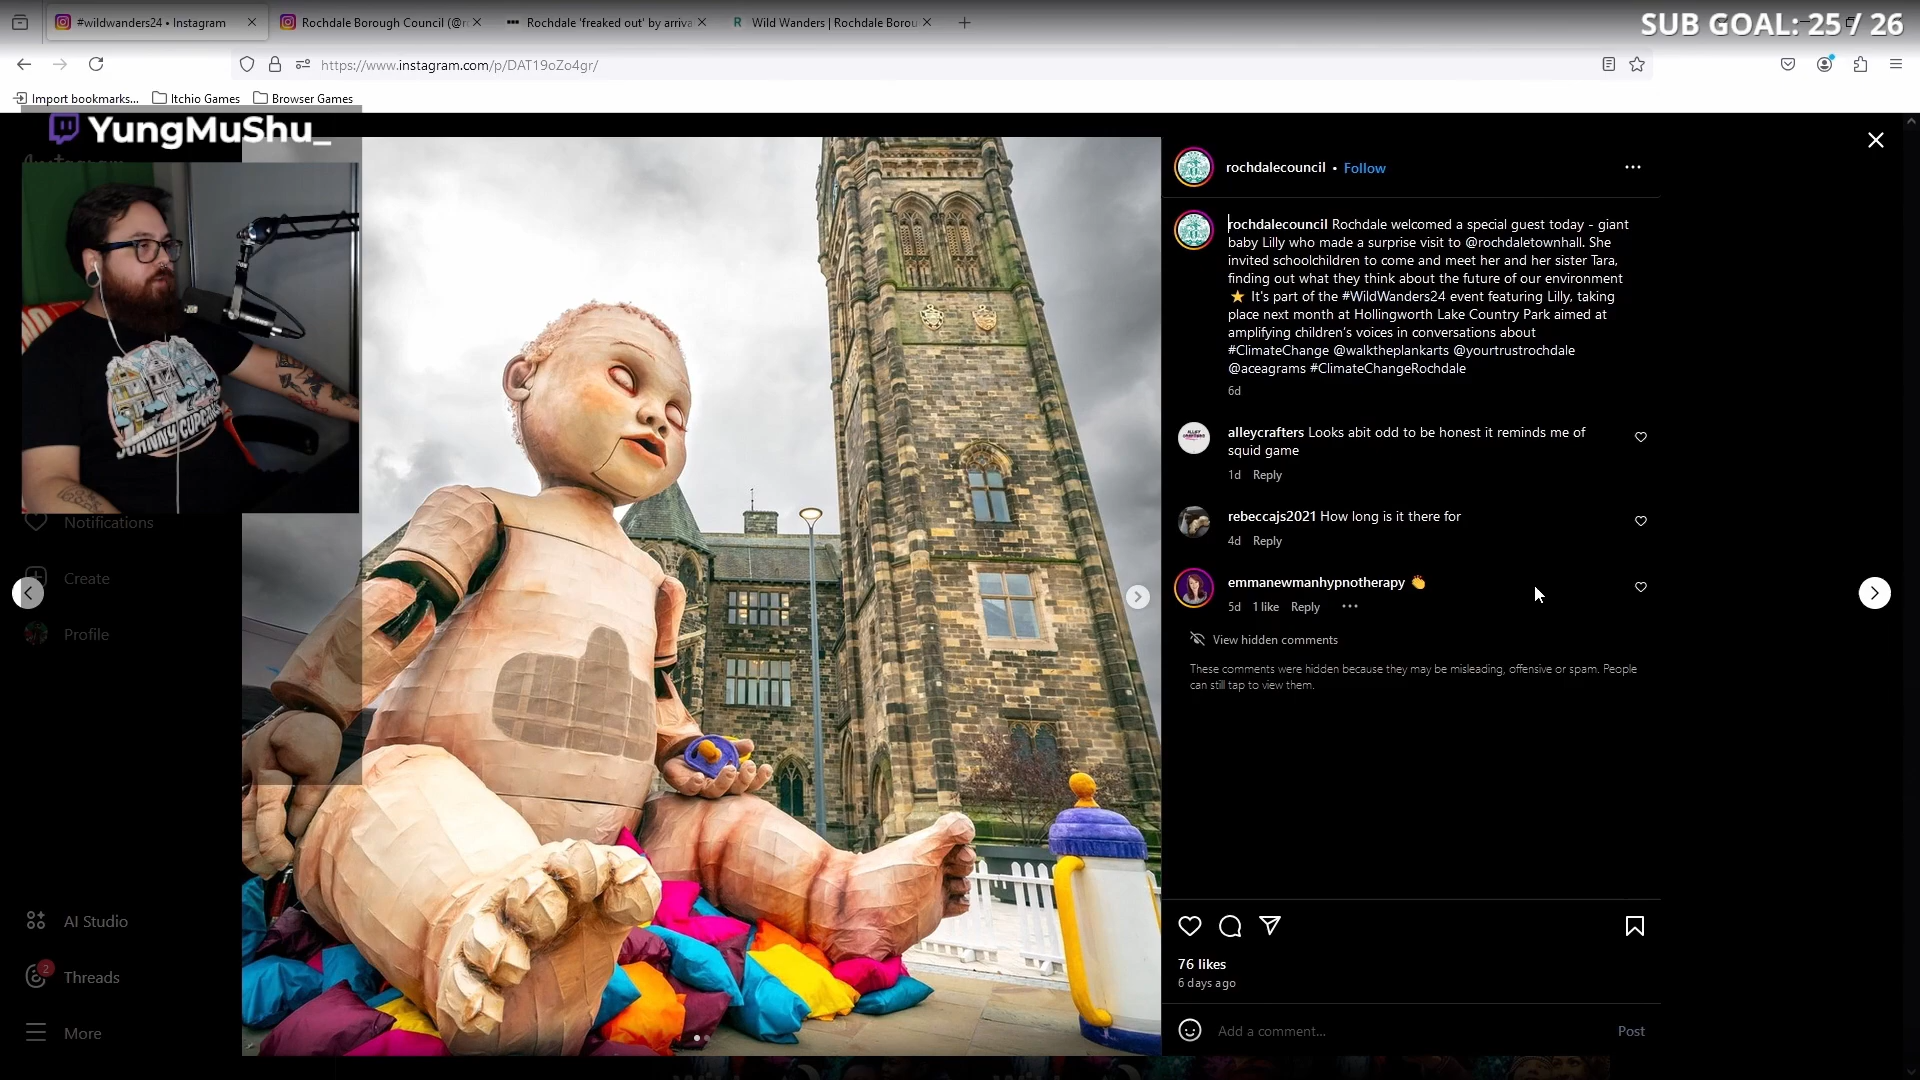 #wildwanders24 • Instagram
Rochdale Borough Council (@r
Rochdale 'freaked out' by arriva
Wild Wanders | Rochdale Borou
SUB GOAL: 25 / 26
https://www.instagram.com/p/DAT19oZo4gr/
Import bookmarks...
Itchio Games
Browser Games
YungMuShu_
JOHNNY CUPCAKES
Notifications
Create
Profile
AI Studio
2
Threads
More
rochdalecouncil • Follow
rochdalecouncil Rochdale welcomed a special guest today - giant
baby Lilly who made a surprise visit to @rochdaletownhall. She
invited schoolchildren to come and meet her and her sister Tara,
finding out what they think about the future of our environment
⭐ It's part of the #WildWanders24 event featuring Lilly, taking
place next month at Hollingworth Lake Country Park aimed at
amplifying children's voices in conversations about
#ClimateChange @walktheplankarts @yourtrustrochdale
@aceagrams #ClimateChangeRochdale
6d
alleycrafters Looks abit odd to be honest it reminds me of
squid game
1d Reply
rebeccajs2021 How long is it there for
4d Reply
emmanewmanhypnotherapy 👏
5d 1 like Reply
View hidden comments
These comments were hidden because they may be misleading, offensive or spam. People
can still tap to view them.
76 likes
6 days ago
Add a comment...
Post